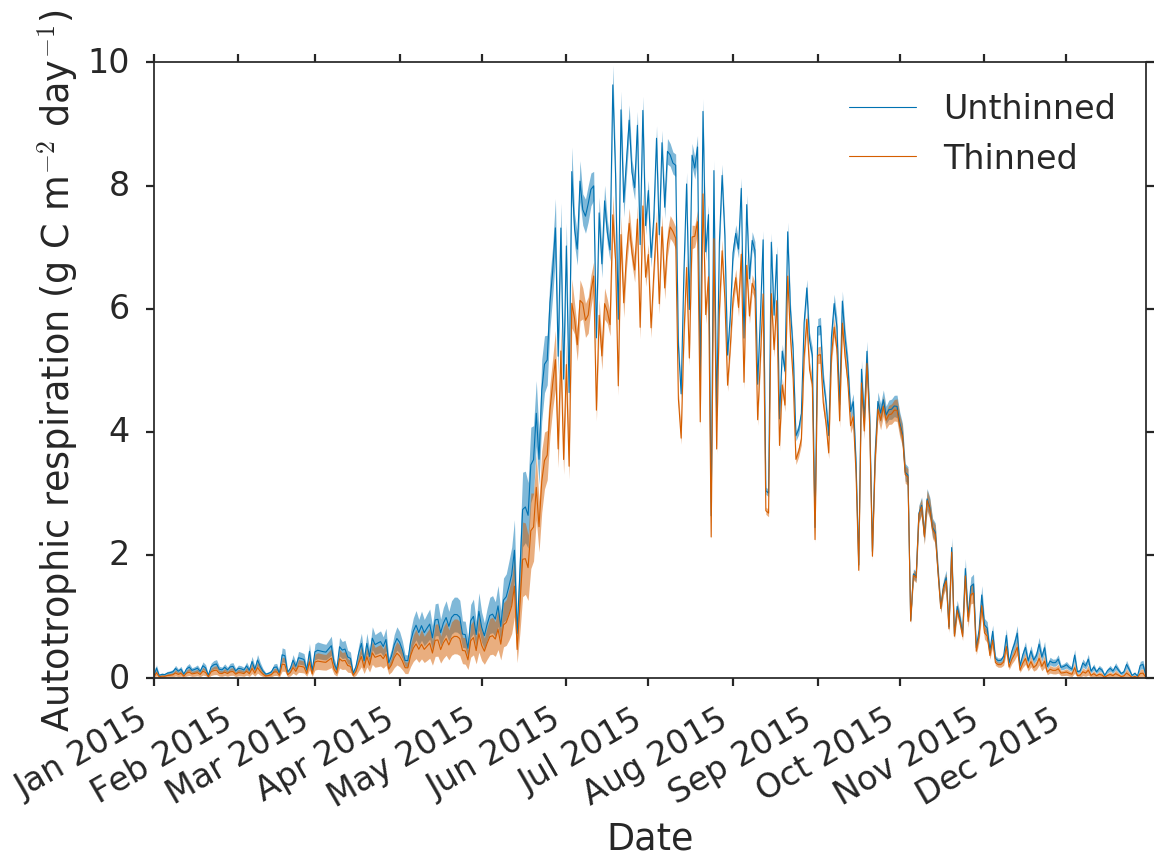 Autotrophic respiration (g C m⁻² day⁻¹)
10
8
6
4
2
0
Unthinned
Thinned
Jan 2015
Feb 2015
Mar 2015
Apr 2015
May 2015
Jun 2015
Jul 2015
Aug 2015
Sep 2015
Oct 2015
Nov 2015
Dec 2015
Date